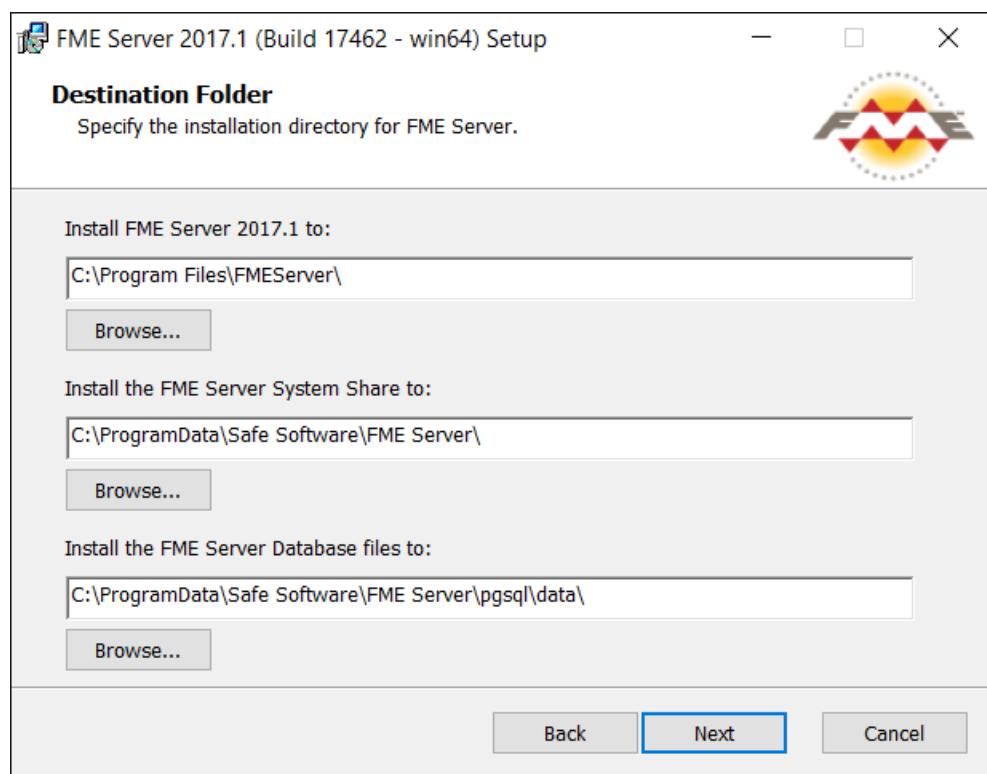 FME Server 2017.1 (Build 17462 - win64) Setup
Destination Folder
Specify the installation directory for FME Server.
FME
Install FME Server 2017.1 to:
C:\Program Files\FMEServer\
Browse...
Install the FME Server System Share to:
C:\ProgramData\Safe Software\FME Server\
Browse...
Install the FME Server Database files to:
C:\ProgramData\Safe Software\FME Server\pgsql\data\
Browse...
Back Next Cancel